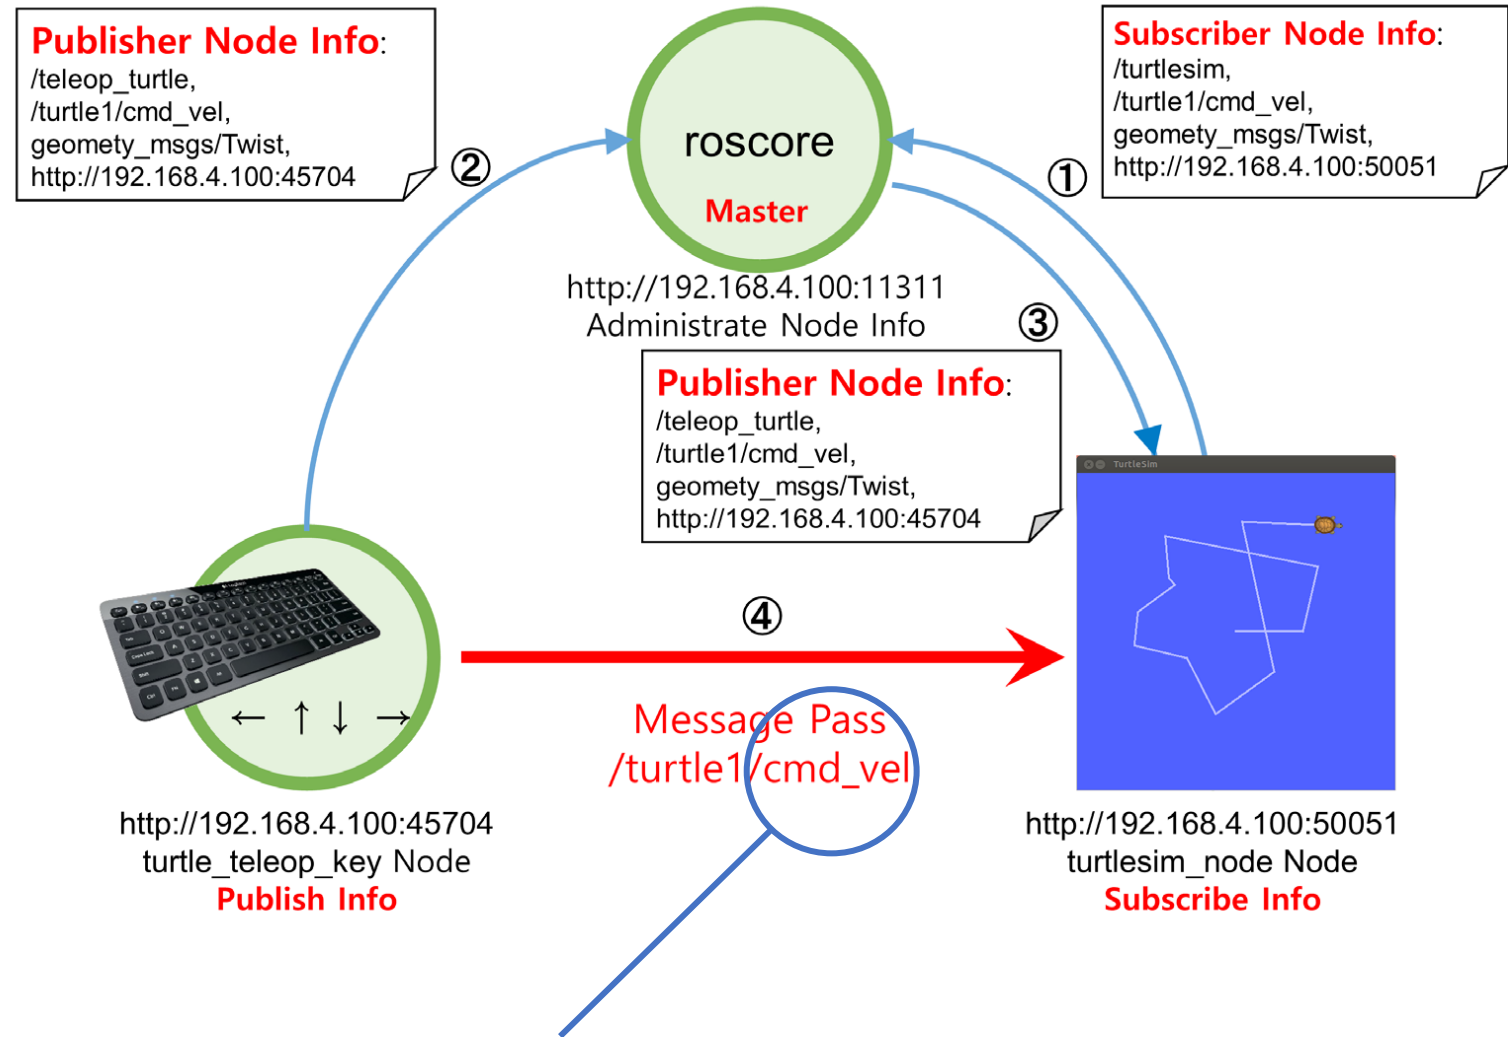 Publisher Node Info:
/teleop_turtle,
/turtle1/cmd_vel,
geomety_msgs/Twist,
http://192.168.4.100:45704
②
roscore
Master
http://192.168.4.100:11311
Administrate Node Info
①
Subscriber Node Info:
/turtlesim,
/turtle1/cmd_vel,
geomety_msgs/Twist,
http://192.168.4.100:50051
③
Publisher Node Info:
/teleop_turtle,
/turtle1/cmd_vel,
geomety_msgs/Twist,
http://192.168.4.100:45704
TurtleSim
④
← ↑ ↓ →
Message Pass
/turtle1/cmd_vel
http://192.168.4.100:45704
turtle_teleop_key Node
Publish Info
http://192.168.4.100:50051
turtlesim_node Node
Subscribe Info